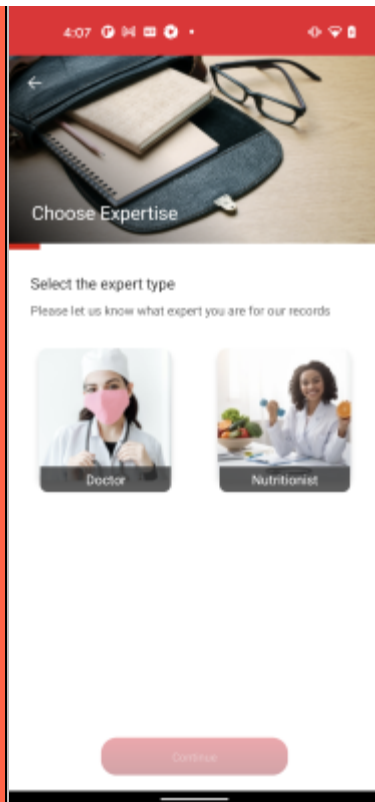 4:07
Choose Expertise
Select the expert type
Please let us know what expert you are for our records
Doctor
Nutritionist
Continue